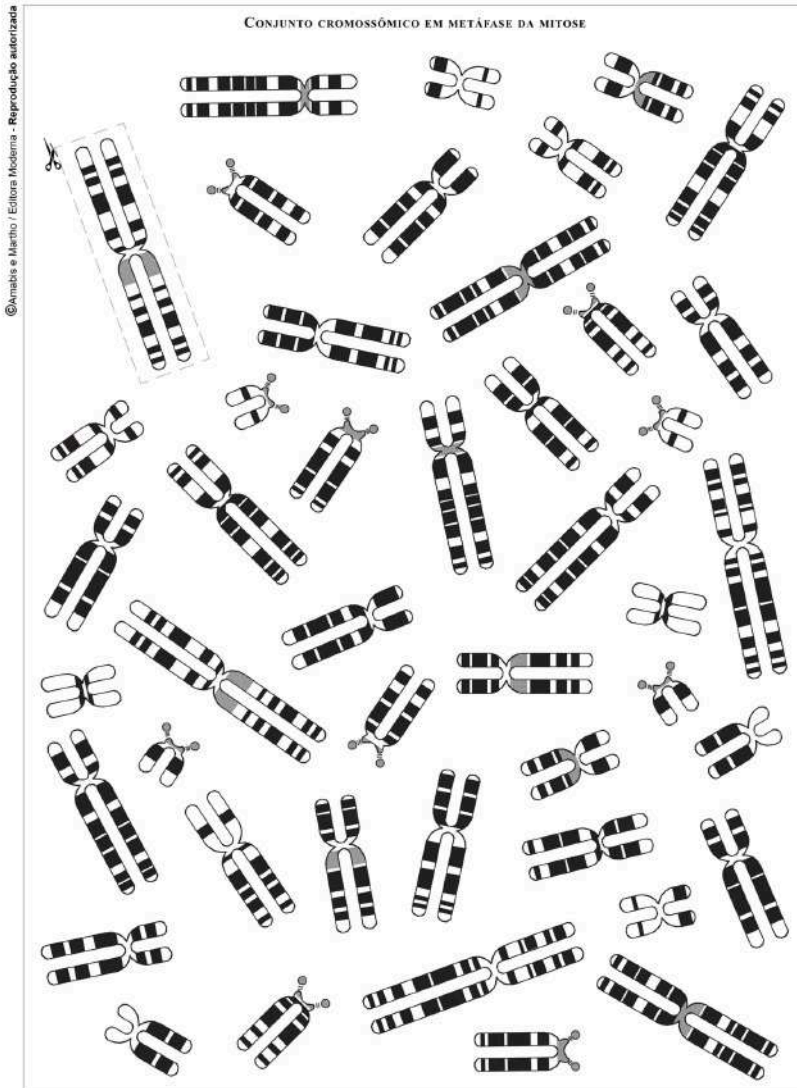 CONJUNTO CROMOSSÔMICO EM METÁFASE DA MITOSE
©Amabis e Martho / Editora Moderna - Reprodução autorizada